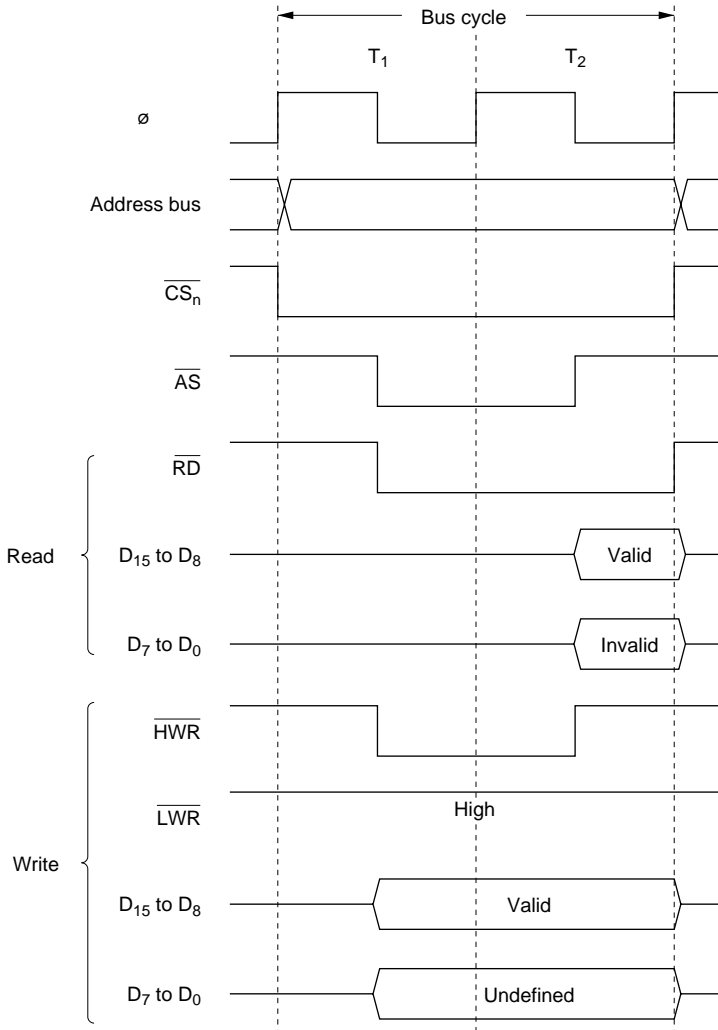 Bus cycle
T1 T2
ø
Address bus
CSn
AS
RD
Read
D15 to D8 Valid
D7 to D0 Invalid
HWR
LWR High
Write
D15 to D8 Valid
D7 to D0 Undefined